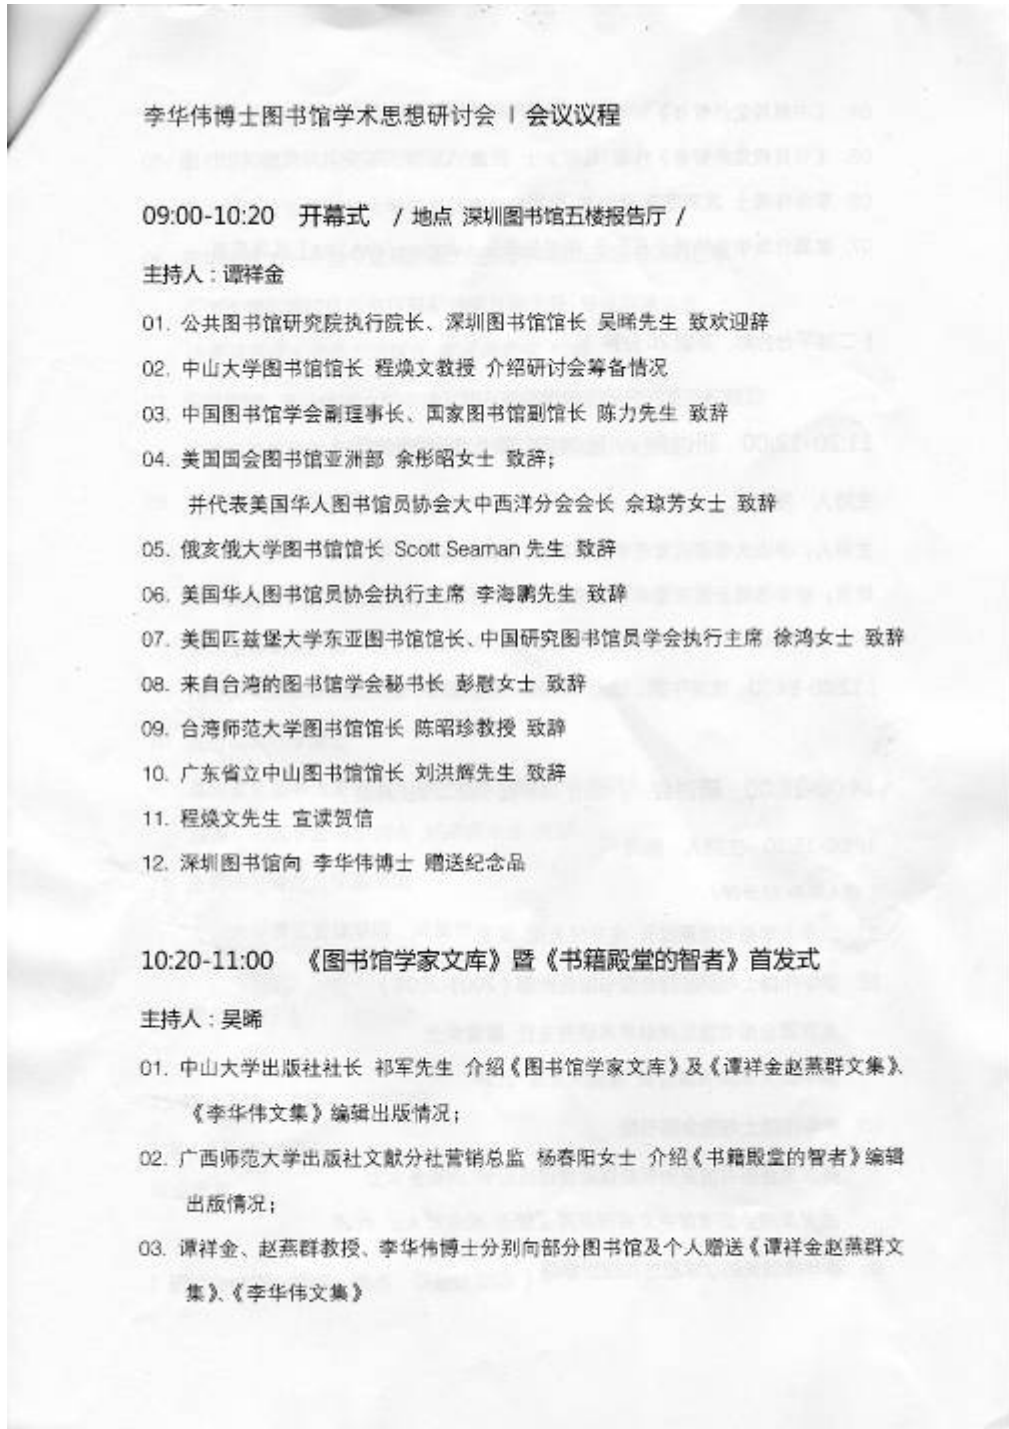 李华伟博士图书馆学术思想研讨会 | 会议议程
09:00-10:20 开幕式 / 地点 深圳图书馆五楼报告厅 /
主持人：谭祥金
01. 公共图书馆研究院执行院长、深圳图书馆馆长 吴晞先生 致欢迎辞
02. 中山大学图书馆馆长 程焕文教授 介绍研讨会筹备情况
03. 中国图书馆学会副理事长、国家图书馆副馆长 陈力先生 致辞
04. 美国国会图书馆亚洲部 余彤昭女士 致辞；
并代表美国华人图书馆员协会大中西洋分会会长 佘琼芳女士 致辞
05. 俄亥俄大学图书馆馆长 Scott Seaman 先生 致辞
06. 美国华人图书馆员协会执行主席 李海鹏先生 致辞
07. 美国匹兹堡大学东亚图书馆馆长、中国研究图书馆员学会执行主席 徐鸿女士 致辞
08. 来自台湾的图书馆学会秘书长 彭慰女士 致辞
09. 台湾师范大学图书馆馆长 陈昭珍教授 致辞
10. 广东省立中山图书馆馆长 刘洪辉先生 致辞
11. 程焕文先生 宣读贺信
12. 深圳图书馆向 李华伟博士 赠送纪念品
10:20-11:00 《图书馆学家文库》暨《书籍殿堂的智者》首发式
主持人：吴晞
01. 中山大学出版社社长 祁军先生 介绍《图书馆学家文库》及《谭祥金赵燕群文集》、
《李华伟文集》编辑出版情况；
02. 广西师范大学出版社文献分社营销总监 杨春阳女士 介绍《书籍殿堂的智者》编辑
出版情况；
03. 谭祥金、赵燕群教授、李华伟博士分别向部分图书馆及个人赠送《谭祥金赵燕群文
集》、《李华伟文集》